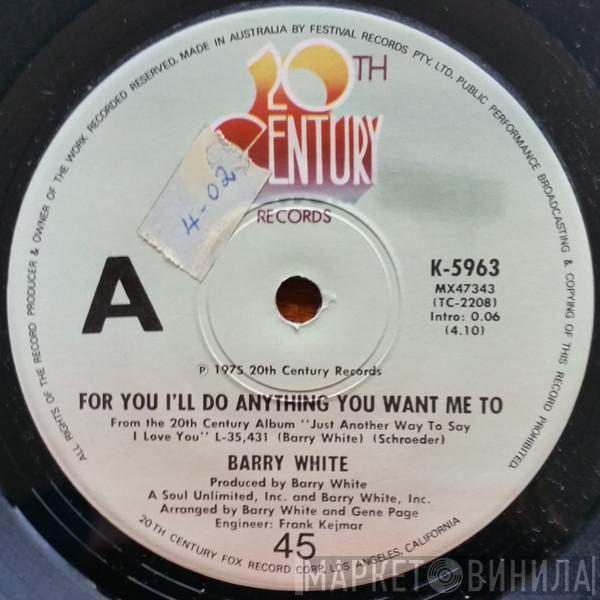 ALL RIGHTS OF THE RECORD PRODUCER & OWNER OF THE WORK RECORDED RESERVED. MADE IN AUSTRALIA BY FESTIVAL RECORDS PTY. LTD. PUBLIC PERFORMANCE BROADCASTING & COPYING OF THIS RECORD PROHIBITED.
20TH
CENTURY
RECORDS
4-02
A
K-5963
MX47343
(TC-2208)
Intro: 0.06
(4.10)
℗ 1975 20th Century Records
FOR YOU I'LL DO ANYTHING YOU WANT ME TO
From the 20th Century Album "Just Another Way To Say
I Love You" L-35,431 (Barry White) (Schroeder)
BARRY WHITE
Produced by Barry White
A Soul Unlimited, Inc. and Barry White, Inc.
Arranged by Barry White and Gene Page
Engineer: Frank Kejmar
45
20TH CENTURY FOX RECORD CORP. LOS ANGELES, CALIFORNIA
МАРКЕТ ВИНИЛА